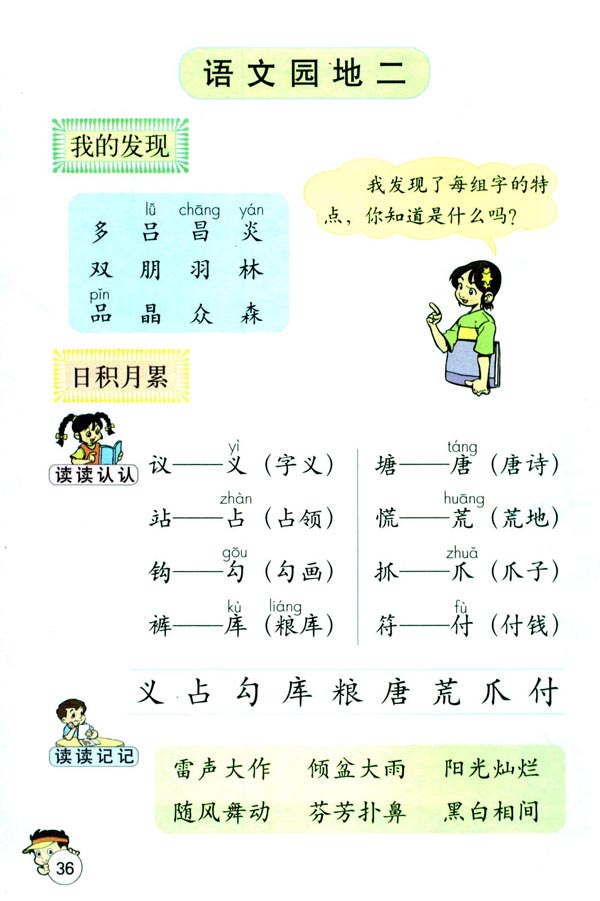 语文园地二
我的发现
我发现了每组字的特
点，你知道是什么吗？
lǚ chāng yán
多 吕 昌 炎
双 朋 羽 林
pǐn
品 晶 众 森
日积月累
读读认认
yì
议——义（字义）
zhàn
站——占（占领）
gōu
钩——勾（勾画）
kù liáng
裤——库（粮库）
táng
塘——唐（唐诗）
huāng
慌——荒（荒地）
zhuǎ
抓——爪（爪子）
fù
符——付（付钱）
义 占 勾 库 粮 唐 荒 爪 付
读读记记
雷声大作 倾盆大雨 阳光灿烂
随风舞动 芬芳扑鼻 黑白相间
36